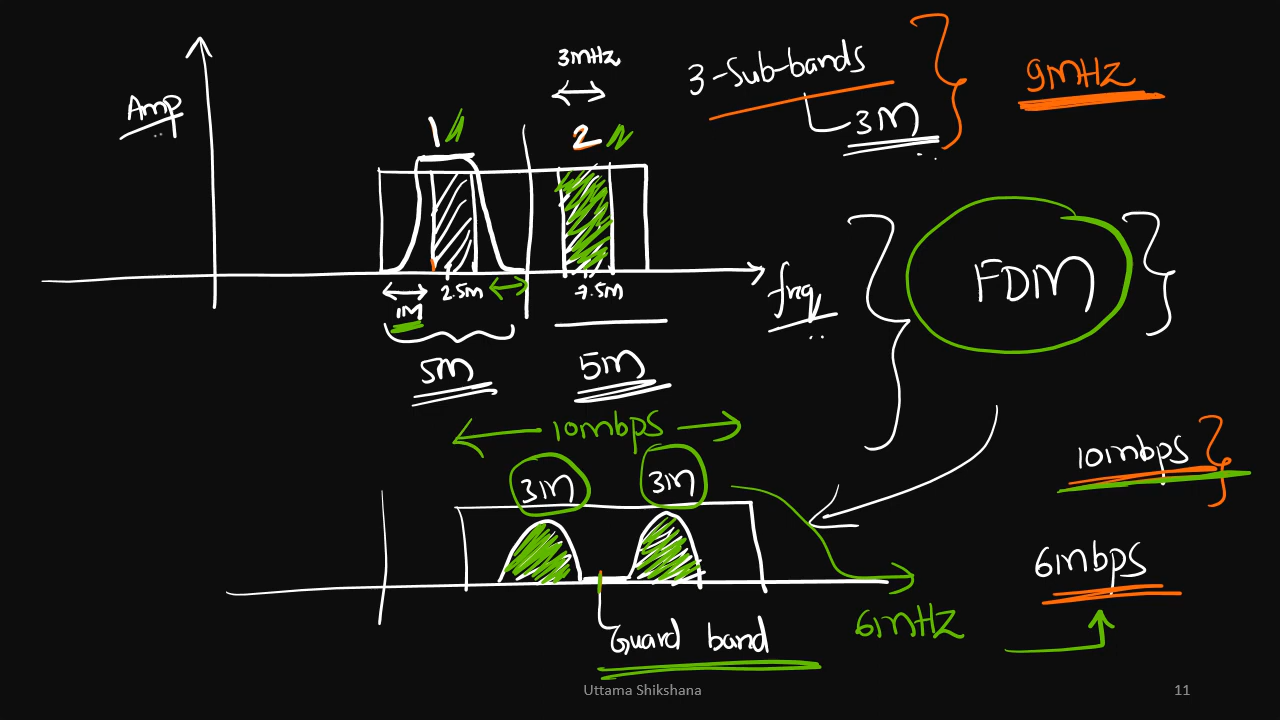 3MHz
3-Sub-bands
3M
9MHz
Amp
1
2
1M
2.5M
7.5M
freq
5M
5M
FDM
10mbps
3M
3M
10mbps
6mbps
6MHz
Guard band
Uttama Shikshana
11